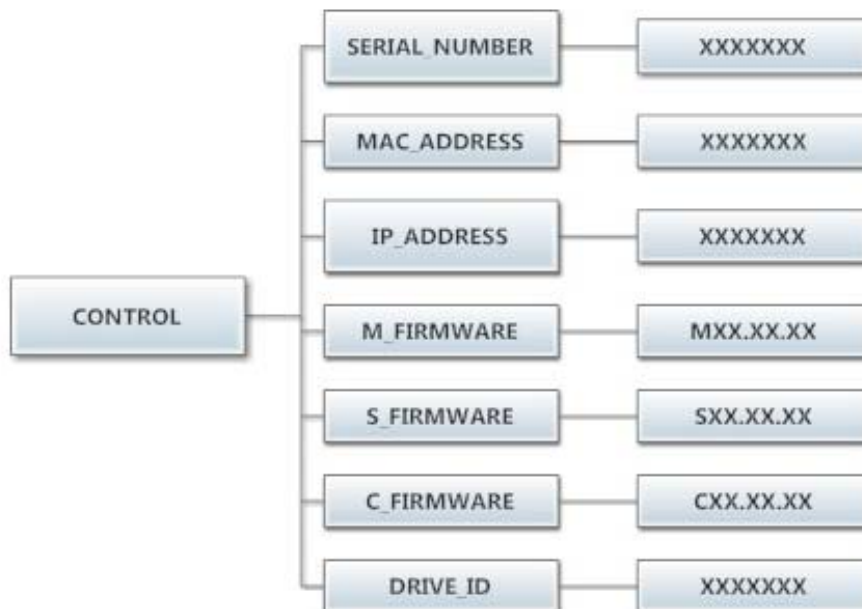 SERIAL_NUMBER XXXXXXX
MAC_ADDRESS XXXXXXX
IP_ADDRESS XXXXXXX
CONTROL
M_FIRMWARE MXX.XX.XX
S_FIRMWARE SXX.XX.XX
C_FIRMWARE CXX.XX.XX
DRIVE_ID XXXXXXX